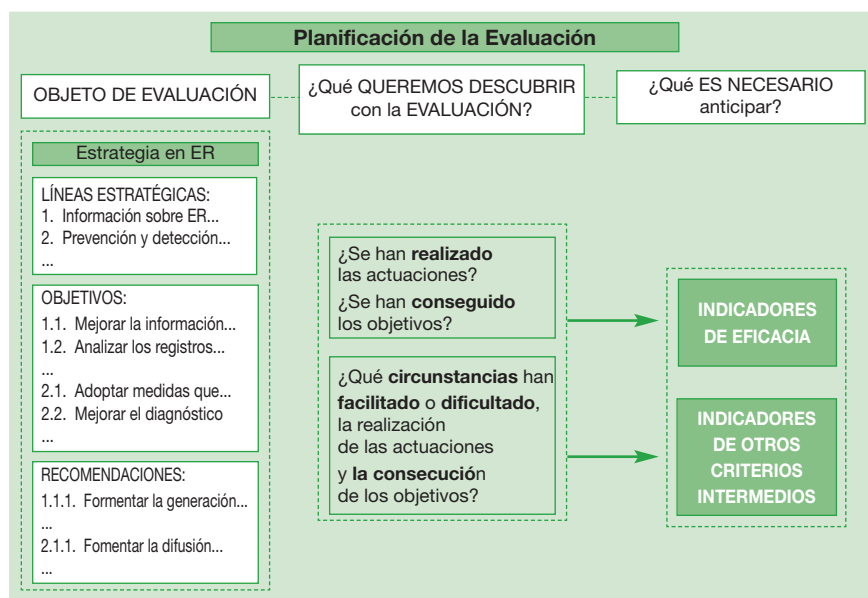 Planificación de la Evaluación
OBJETO DE EVALUACIÓN
¿Qué QUEREMOS DESCUBRIR
con la EVALUACIÓN?
¿Qué ES NECESARIO
anticipar?
Estrategia en ER
LÍNEAS ESTRATÉGICAS:
1. Información sobre ER...
2. Prevención y detección...
...
OBJETIVOS:
1.1. Mejorar la información...
1.2. Analizar los registros...
...
2.1. Adoptar medidas que...
2.2. Mejorar el diagnóstico
...
RECOMENDACIONES:
1.1.1. Formentar la generación...
...
2.1.1. Fomentar la difusión...
...
¿Se han realizado
las actuaciones?
¿Se han conseguido
los objetivos?
¿Qué circunstancias han
facilitado o dificultado,
la realización
de las actuaciones
y la consecución
de los objetivos?
INDICADORES
DE EFICACIA
INDICADORES
DE OTROS
CRITERIOS
INTERMEDIOS